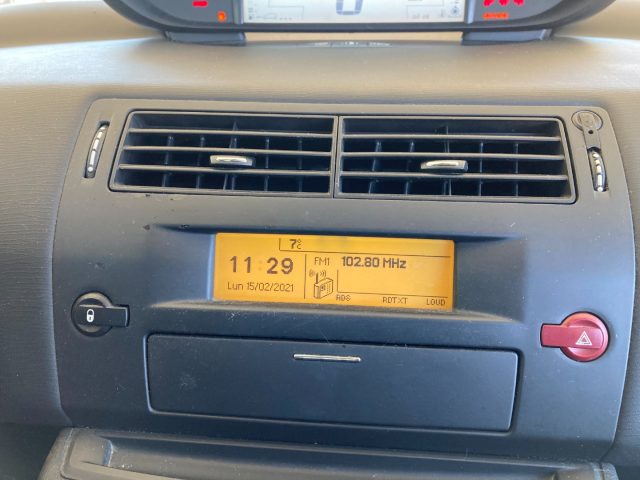 7°C
11:29
FM1 102.80 MHz
Lun 15/02/2021
RDS RDTXT LOUD